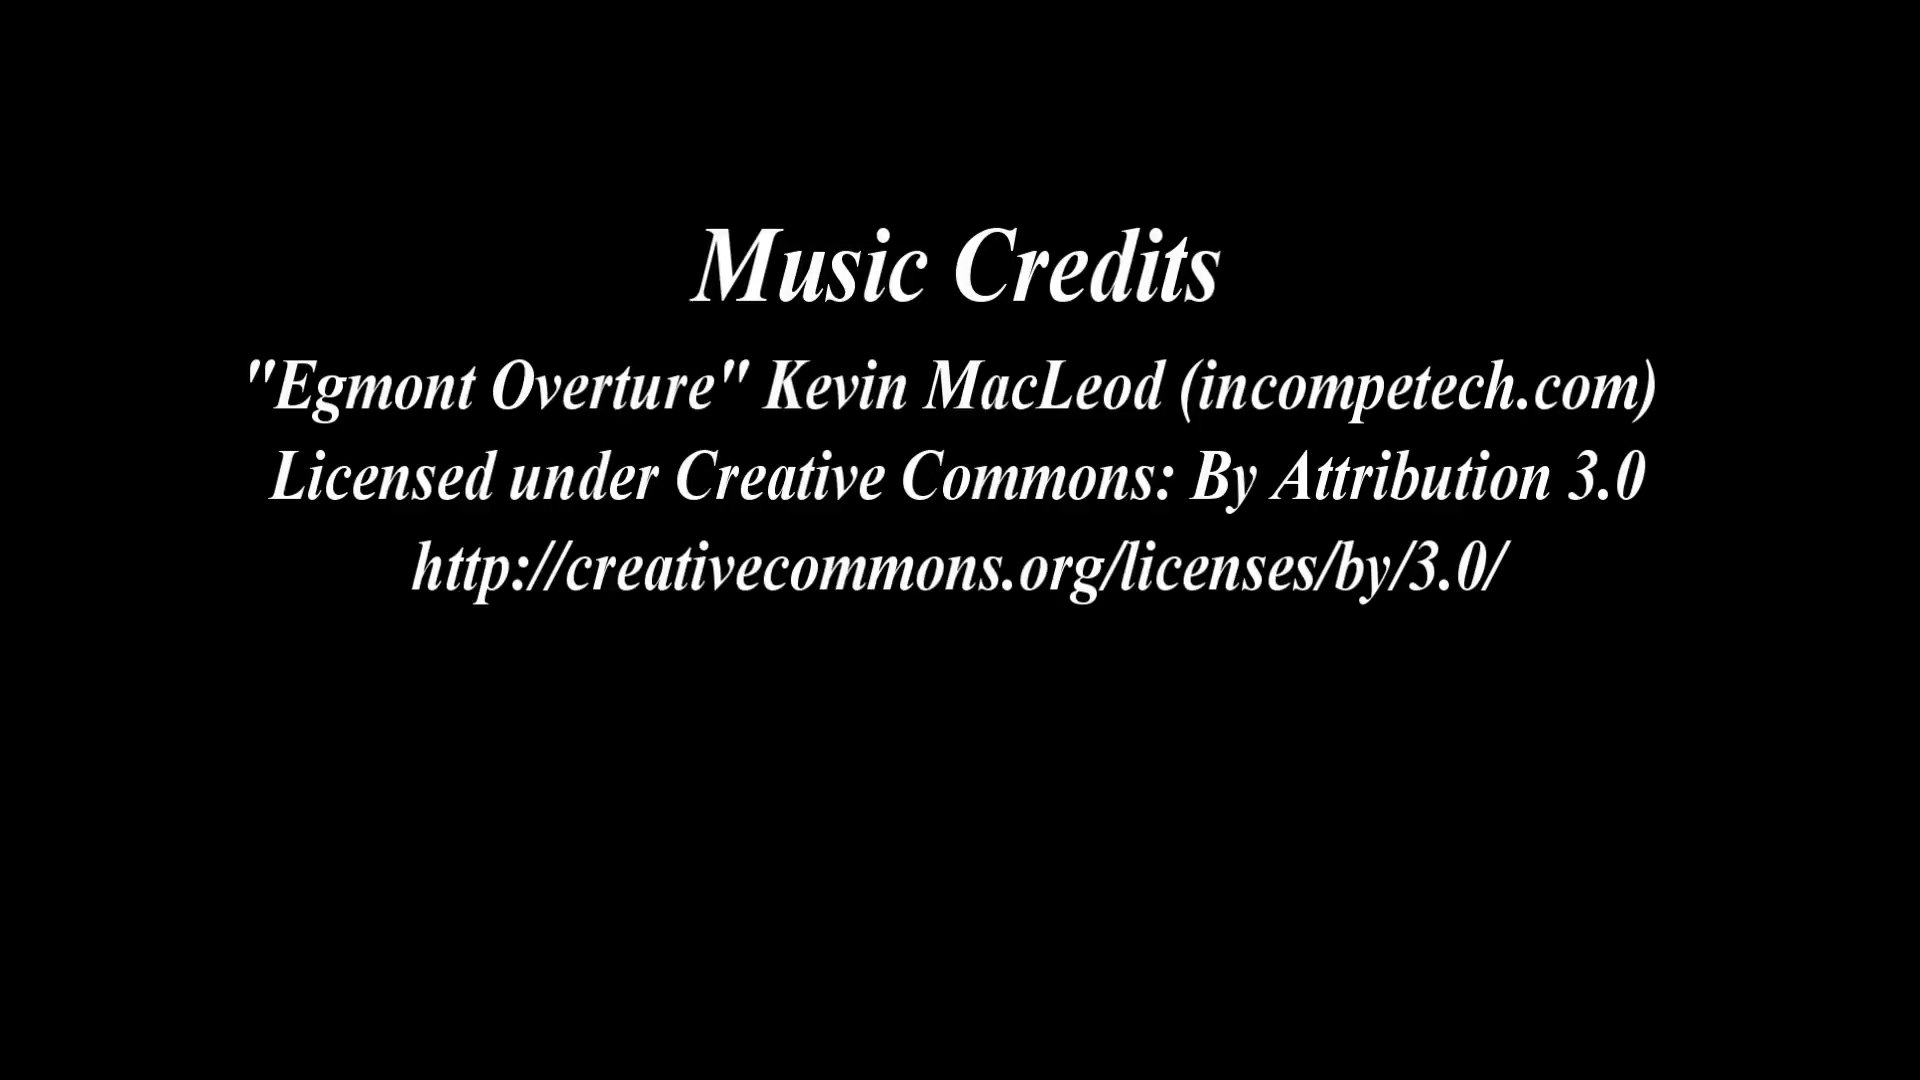 Music Credits
"Egmont Overture" Kevin MacLeod (incompetech.com)
Licensed under Creative Commons: By Attribution 3.0
http://creativecommons.org/licenses/by/3.0/